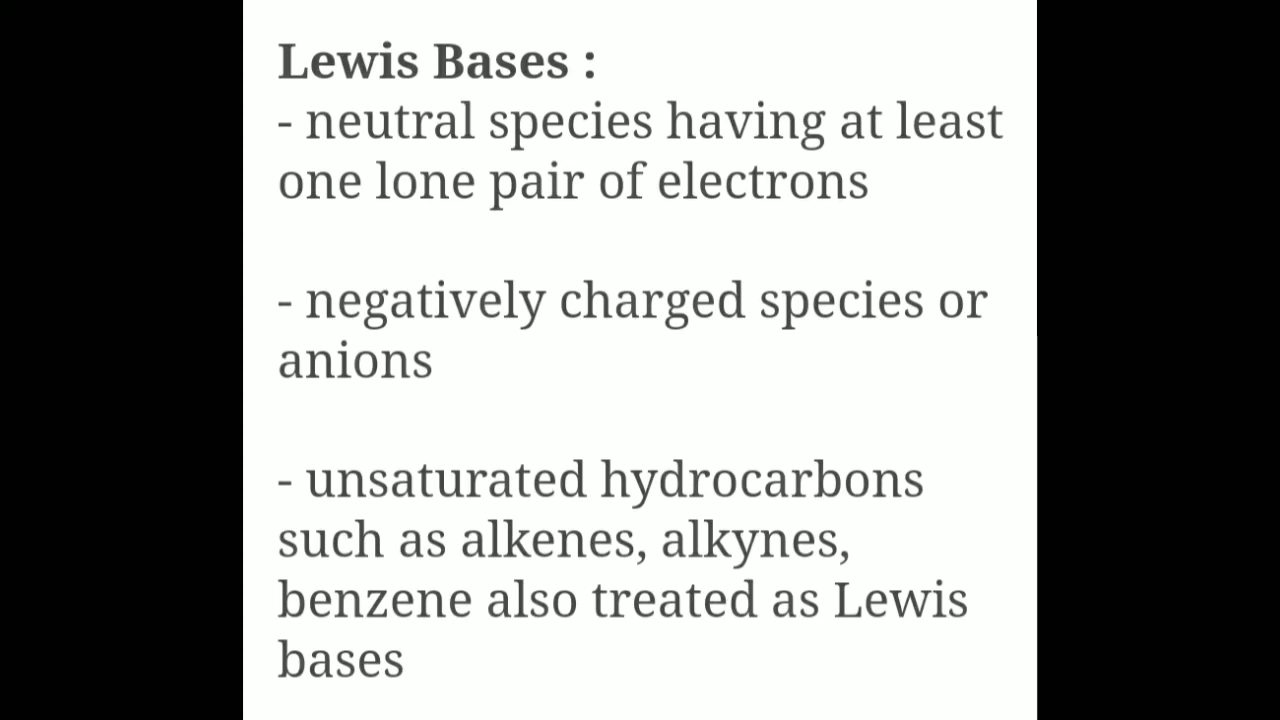 Lewis Bases :
- neutral species having at least
one lone pair of electrons
- negatively charged species or
anions
- unsaturated hydrocarbons
such as alkenes, alkynes,
benzene also treated as Lewis
bases